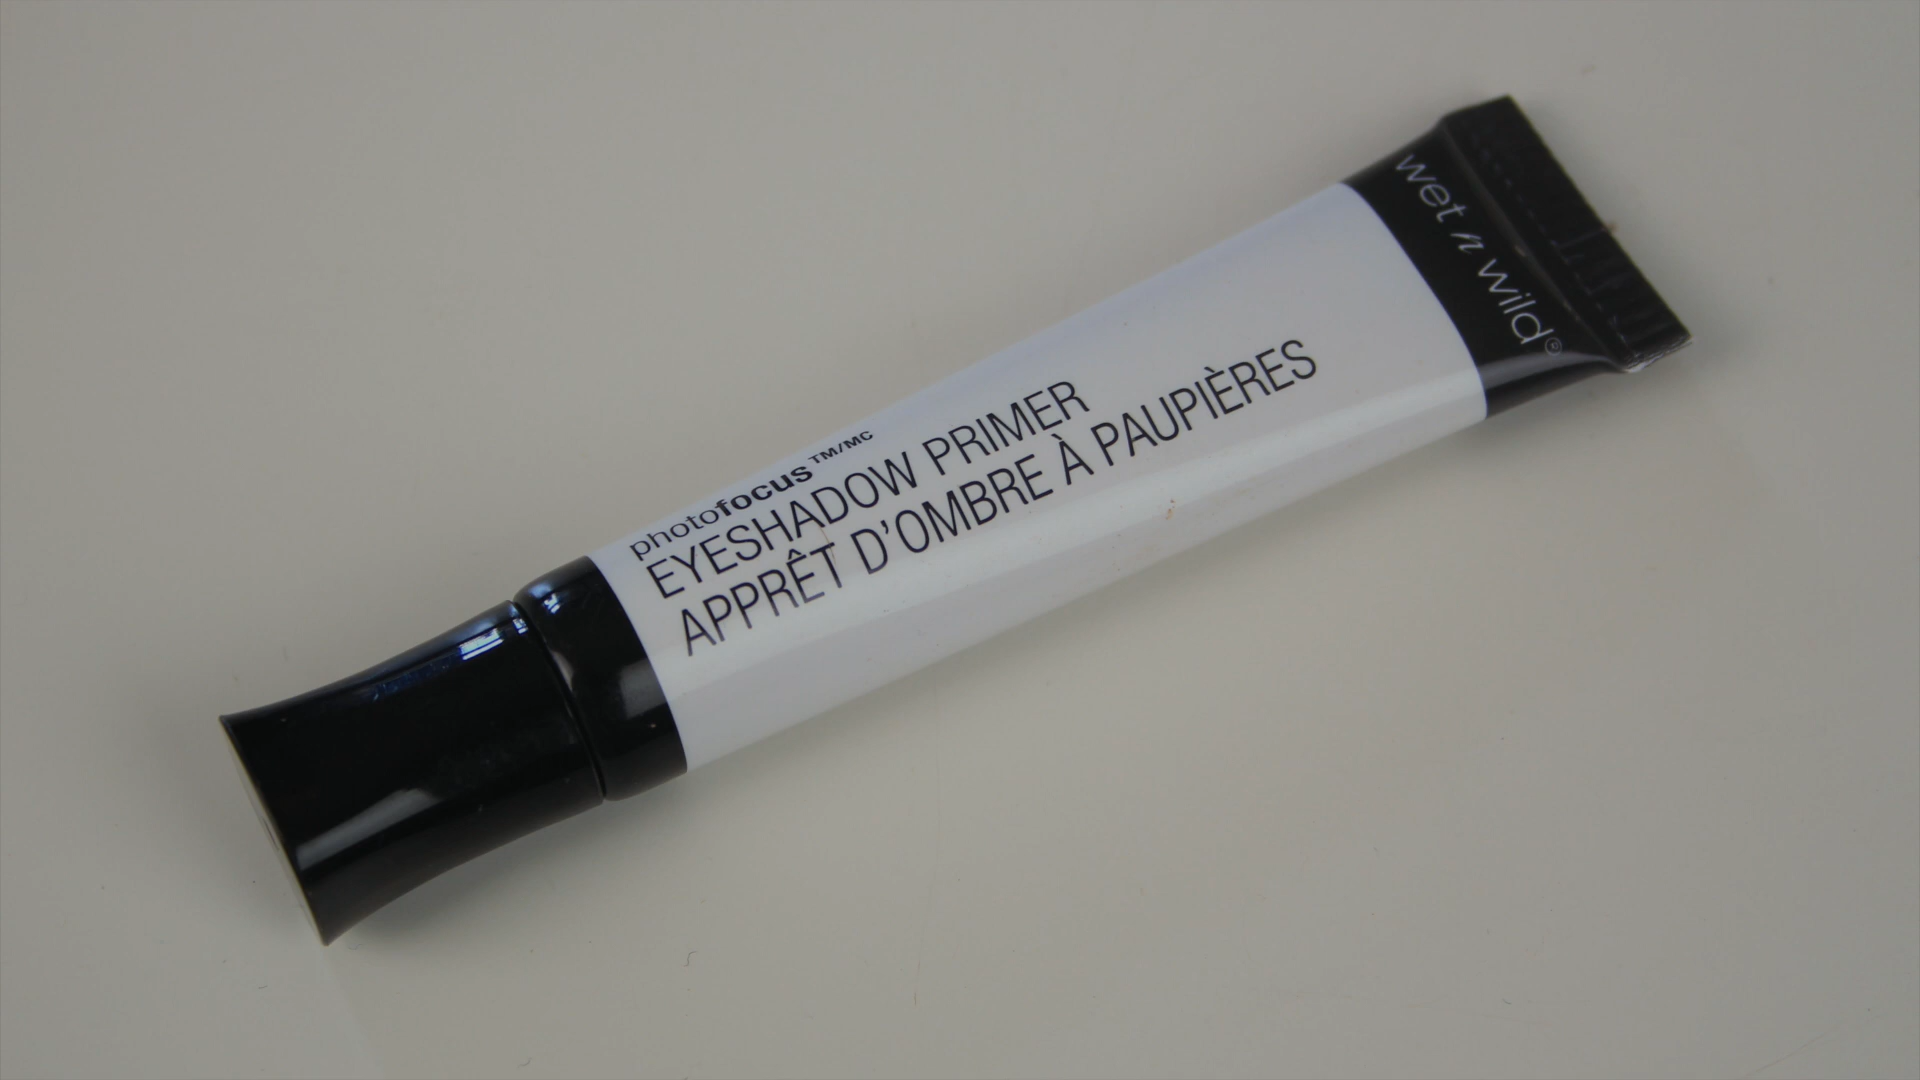 photofocus™/MC
EYESHADOW PRIMER
APPRÊT D'OMBRE À PAUPIÈRES
wet n wild®